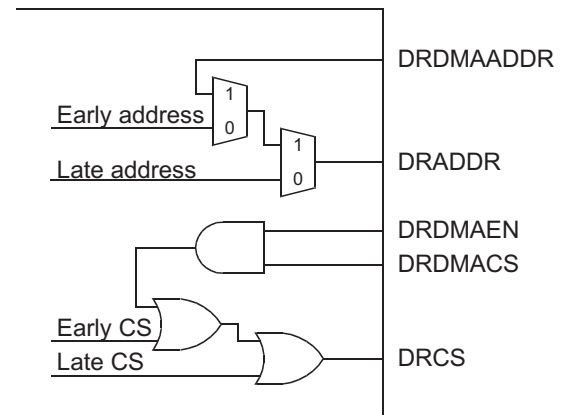 DRDMAADDR
1
Early address
0
1
DRADDR
Late address
0
DRDMAEN
DRDMACS
Early CS
Late CS
DRCS